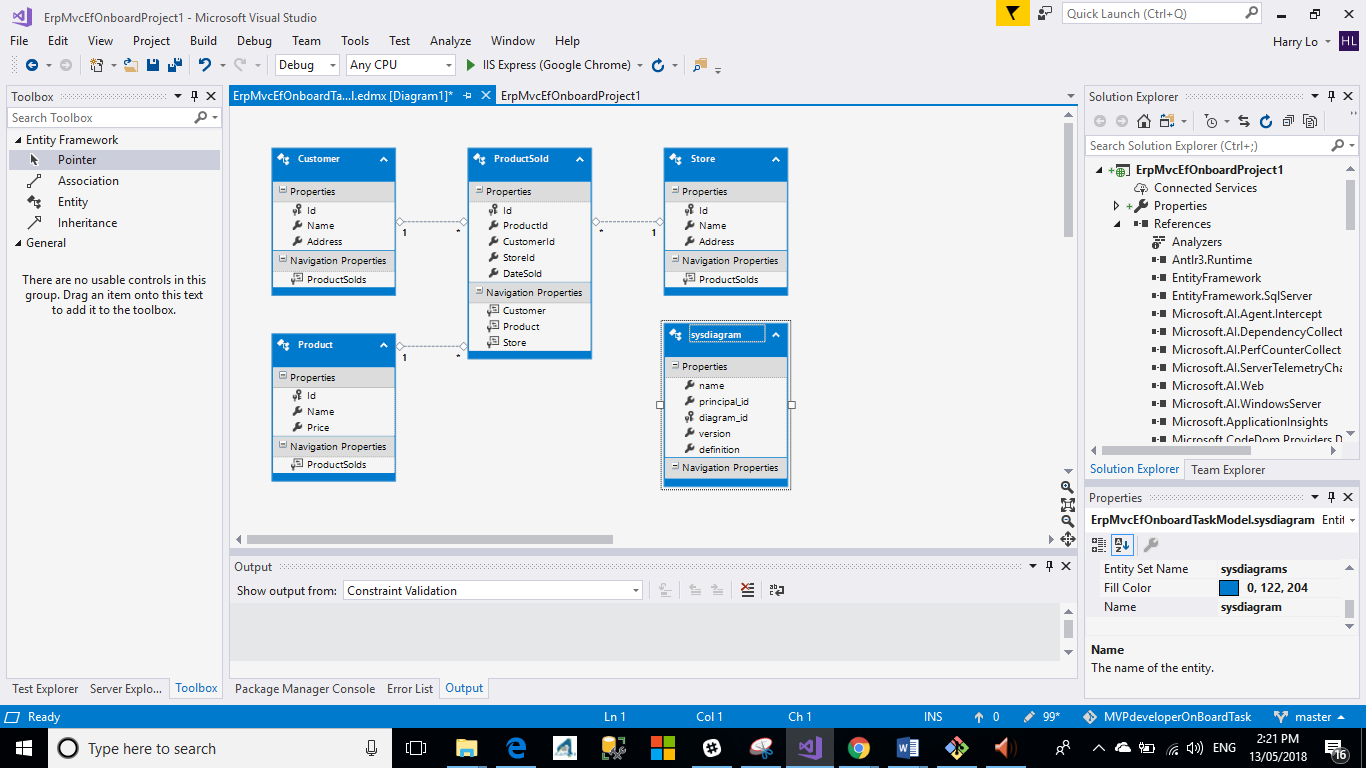 ErpMvcEfOnboardProject1 - Microsoft Visual Studio
Quick Launch (Ctrl+Q)
File Edit View Project Build Debug Team Tools Test Analyze Window Help
Harry Lo
HL
Debug
Any CPU
IIS Express (Google Chrome)
Toolbox
Search Toolbox
Entity Framework
Pointer
Association
Entity
Inheritance
General
There are no usable controls in this
group. Drag an item onto this text
to add it to the toolbox.
Test Explorer Server Explo... Toolbox
ErpMvcEfOnboardTa...l.edmx [Diagram1]*
ErpMvcEfOnboardProject1
Customer
Properties
Id
Name
Address
Navigation Properties
ProductSolds
1
*
ProductSold
Properties
Id
ProductId
CustomerId
StoreId
DateSold
Navigation Properties
Customer
Product
Store
*
1
Store
Properties
Id
Name
Address
Navigation Properties
ProductSolds
Product
Properties
Id
Name
Price
Navigation Properties
ProductSolds
1
*
sysdiagram
Properties
name
principal_id
diagram_id
version
definition
Navigation Properties
Output
Show output from: Constraint Validation
Package Manager Console Error List Output
Solution Explorer
Search Solution Explorer (Ctrl+;)
ErpMvcEfOnboardProject1
Connected Services
Properties
References
Analyzers
Antlr3.Runtime
EntityFramework
EntityFramework.SqlServer
Microsoft.AI.Agent.Intercept
Microsoft.AI.DependencyCollect
Microsoft.AI.PerfCounterCollect
Microsoft.AI.ServerTelemetryCha
Microsoft.AI.Web
Microsoft.AI.WindowsServer
Microsoft.ApplicationInsights
Microsoft.CodeDom.Providers.D
Solution Explorer Team Explorer
Properties
ErpMvcEfOnboardTaskModel.sysdiagram Entit
Entity Set Name sysdiagrams
Fill Color 0, 122, 204
Name sysdiagram
Name
The name of the entity.
Ready
Ln 1
Col 1
Ch 1
INS
0
99*
MVPdeveloperOnBoardTask
master
Type here to search
ENG
2:21 PM
13/05/2018
16